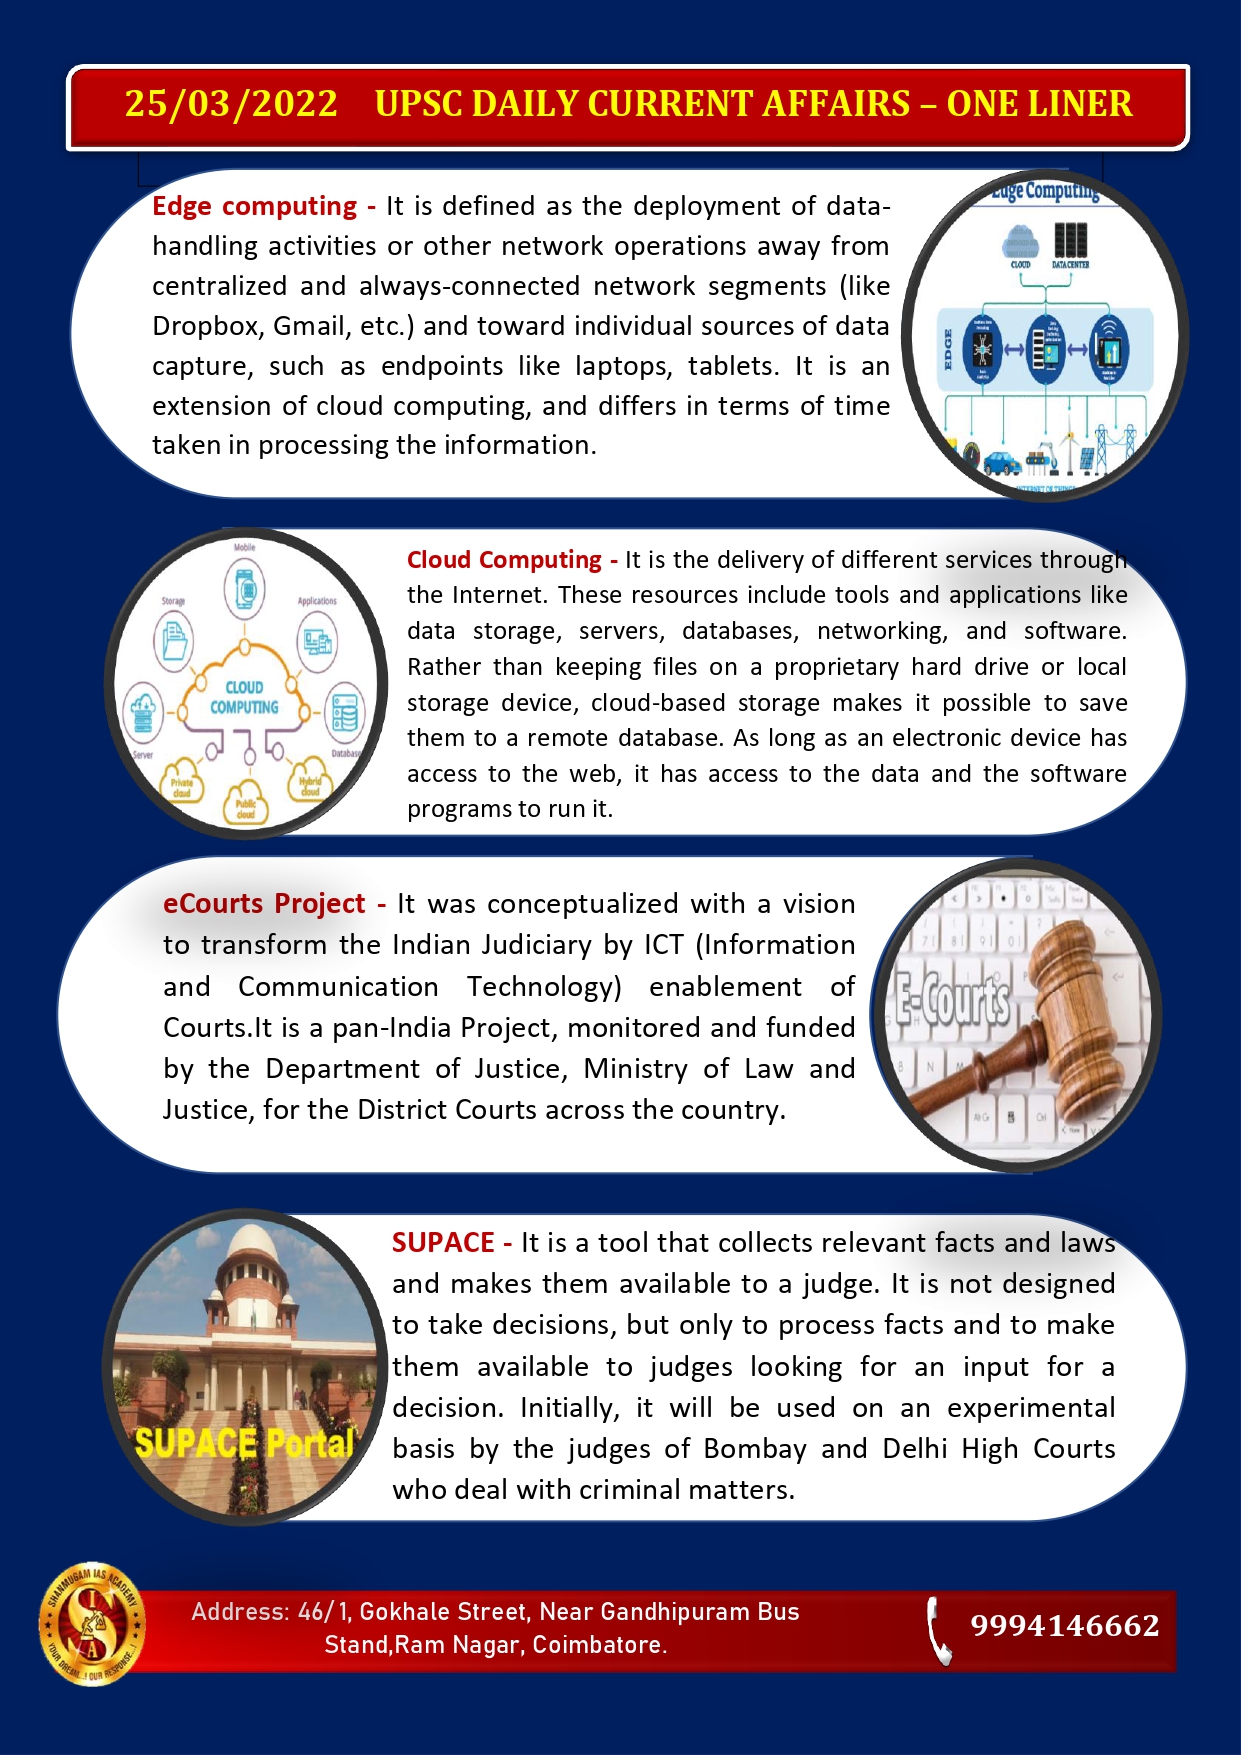 25/03/2022 UPSC DAILY CURRENT AFFAIRS – ONE LINER
Edge computing - It is defined as the deployment of data-
handling activities or other network operations away from
centralized and always-connected network segments (like
Dropbox, Gmail, etc.) and toward individual sources of data
capture, such as endpoints like laptops, tablets. It is an
extension of cloud computing, and differs in terms of time
taken in processing the information.
Edge Computing
CLOUD
DATA CENTER
EDGE
Mobile
Storage
Applications
CLOUD
COMPUTING
Server
Database
Private
cloud
Public
cloud
Hybrid
cloud
Cloud Computing - It is the delivery of different services through
the Internet. These resources include tools and applications like
data storage, servers, databases, networking, and software.
Rather than keeping files on a proprietary hard drive or local
storage device, cloud-based storage makes it possible to save
them to a remote database. As long as an electronic device has
access to the web, it has access to the data and the software
programs to run it.
eCourts Project - It was conceptualized with a vision
to transform the Indian Judiciary by ICT (Information
and Communication Technology) enablement of
Courts.It is a pan-India Project, monitored and funded
by the Department of Justice, Ministry of Law and
Justice, for the District Courts across the country.
E-Courts
SUPACE - It is a tool that collects relevant facts and laws
and makes them available to a judge. It is not designed
to take decisions, but only to process facts and to make
them available to judges looking for an input for a
decision. Initially, it will be used on an experimental
basis by the judges of Bombay and Delhi High Courts
who deal with criminal matters.
SUPACE Portal
SHANMUGAM IAS ACADEMY
SIA
YOUR DREAM...! OUR RESPONSE...!
Address: 46/1, Gokhale Street, Near Gandhipuram Bus
Stand,Ram Nagar, Coimbatore.
9994146662